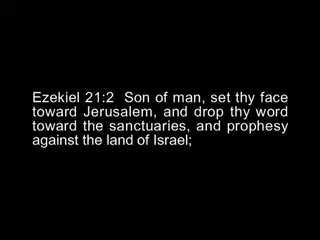 Ezekiel 21:2  Son of man, set thy face
toward Jerusalem, and drop thy word
toward the sanctuaries, and prophesy
against the land of Israel;